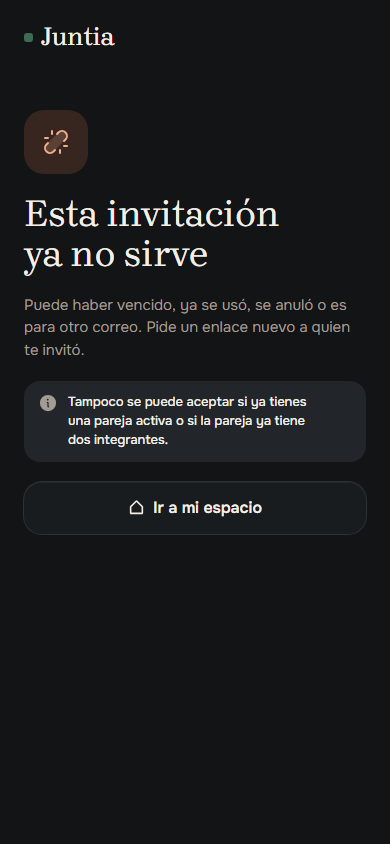 Juntia
Esta invitación
ya no sirve
Puede haber vencido, ya se usó, se anuló o es
para otro correo. Pide un enlace nuevo a quien
te invitó.
Tampoco se puede aceptar si ya tienes
una pareja activa o si la pareja ya tiene
dos integrantes.
Ir a mi espacio